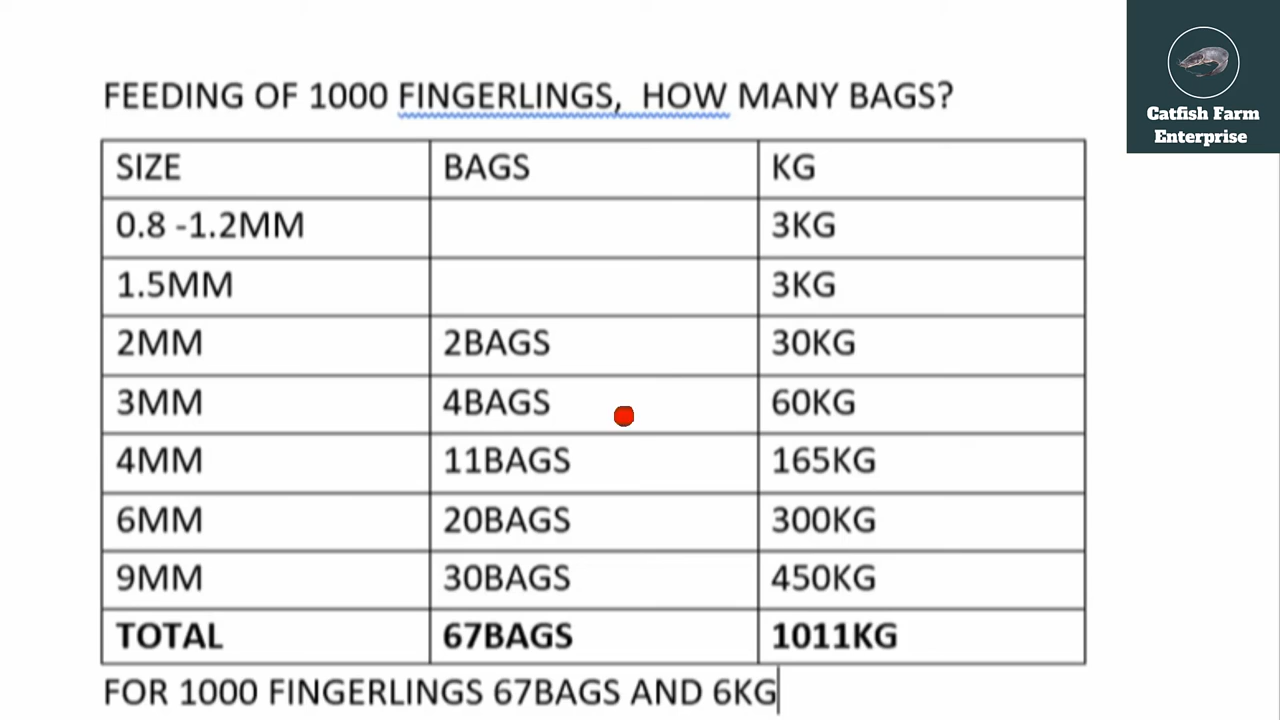 Catfish Farm
Enterprise
FEEDING OF 1000 FINGERLINGS,  HOW MANY BAGS?
SIZE BAGS KG
0.8 -1.2MM 3KG
1.5MM 3KG
2MM 2BAGS 30KG
3MM 4BAGS 60KG
4MM 11BAGS 165KG
6MM 20BAGS 300KG
9MM 30BAGS 450KG
TOTAL 67BAGS 1011KG
FOR 1000 FINGERLINGS 67BAGS AND 6KG